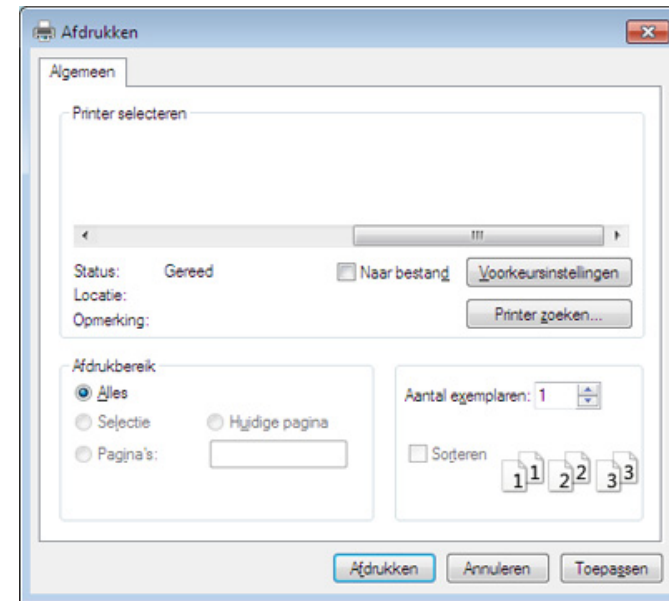 Afdrukken
Algemeen
Printer selecteren
Status: Gereed
Naar bestand
Voorkeursinstellingen
Locatie:
Opmerking:
Printer zoeken...
Afdrukbereik
Alles
Selectie
Huidige pagina
Pagina's:
Aantal exemplaren: 1
Sorteren
1 1 2 2 3 3
Afdrukken
Annuleren
Toepassen